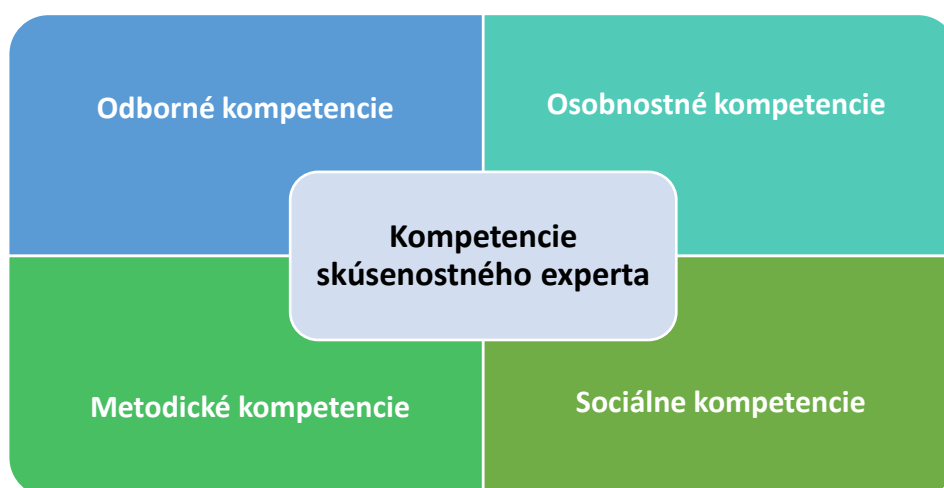 Odborné kompetencie
Osobnostné kompetencie
Kompetencie
skúsenostného experta
Metodické kompetencie
Sociálne kompetencie